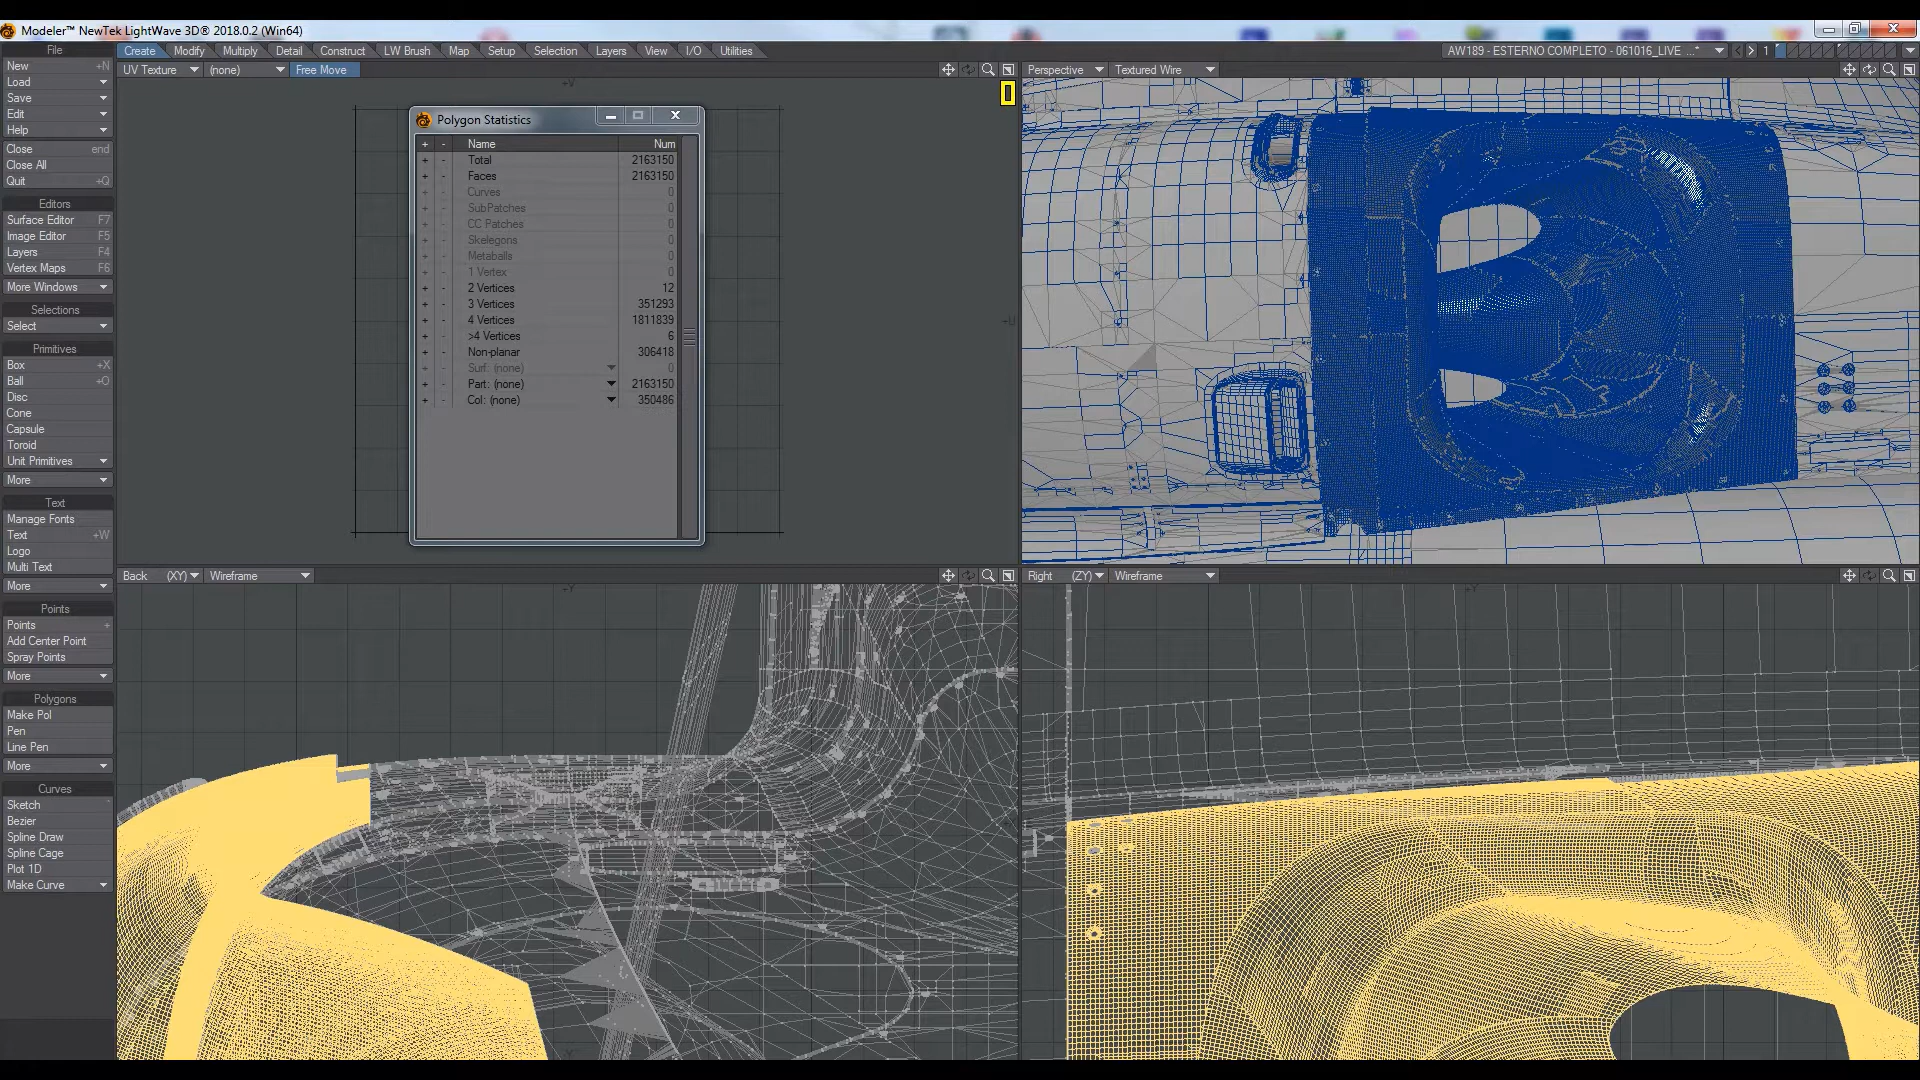 Modeler™ NewTek LightWave 3D® 2018.0.2 (Win64)
File
Create Modify Multiply Detail Construct LW Brush Map Setup Selection Layers View I/O Utilities
AW189 - ESTERNO COMPLETO - 061016_LIVE ...* 1
UV Texture (none) Free Move
Perspective Textured Wire
New +N
Load
Save
Edit
Help
Close end
Close All
Quit +Q
Editors
Surface Editor F7
Image Editor F5
Layers F4
Vertex Maps F6
More Windows
Selections
Select
Primitives
Box +X
Ball +O
Disc
Cone
Capsule
Toroid
Unit Primitives
More
Text
Manage Fonts
Text +W
Logo
Multi Text
More
Points
Points +
Add Center Point
Spray Points
More
Polygons
Make Pol
Pen
Line Pen
More
Curves
Sketch
Bezier
Spline Draw
Spline Cage
Plot 1D
Make Curve
Polygon Statistics
+ - Name Num
+ - Total 2163150
+ - Faces 2163150
+ - Curves 0
+ - SubPatches 0
+ - CC Patches 0
+ - Skelegons 0
+ - Metaballs 0
+ - 1 Vertex 0
+ - 2 Vertices 12
+ - 3 Vertices 351293
+ - 4 Vertices 1811839
+ - >4 Vertices 6
+ - Non-planar 306418
+ - Surf: (none) 0
+ - Part: (none) 2163150
+ - Col: (none) 350486
Back (XY) Wireframe
Right (ZY) Wireframe